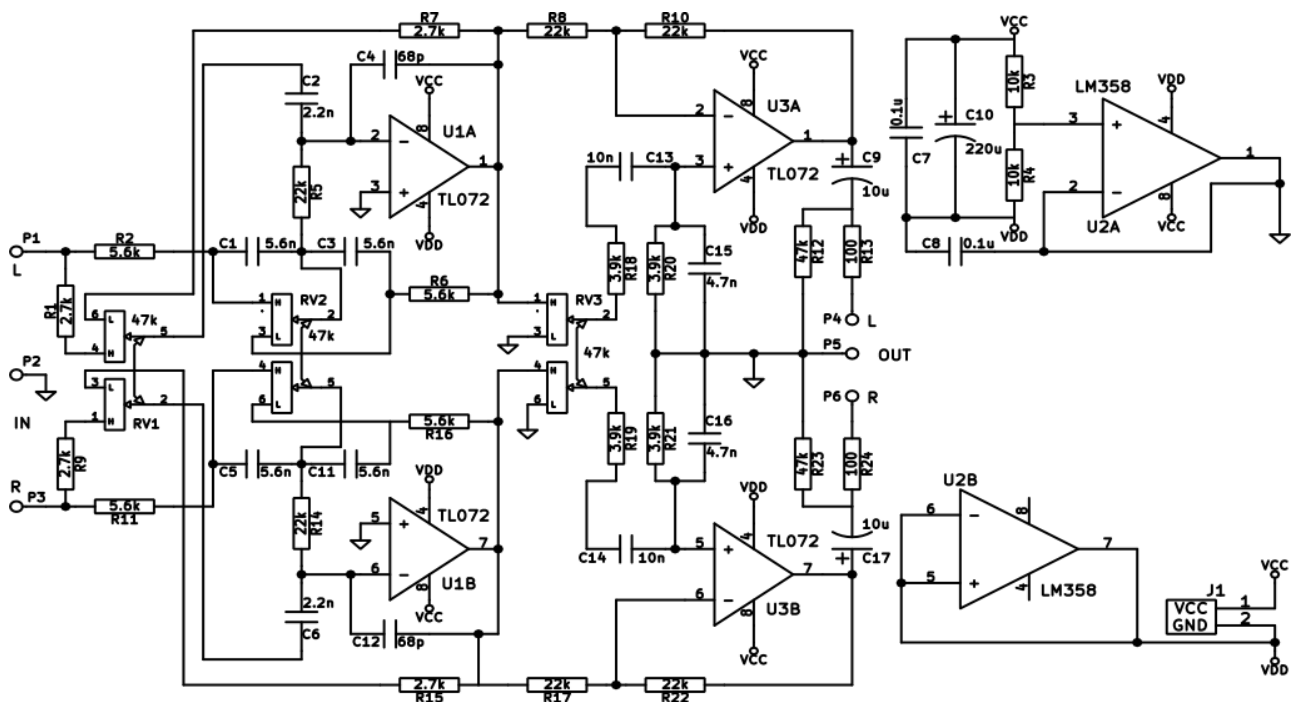 R7
2.7k
R8
22k
R10
22k
C4
68p
C2
2.2n
VCC
8
2
1
3
4
U1A
TL072
VDD
22k
R5
P1
L
R2
5.6k
C1
5.6n
C3
5.6n
R1
2.7k
6
L
H
4
5
47k
RV2
1
H
3
L
2
47k
R6
5.6k
P2
IN
3
L
1
H
2
RV1
4
H
6
L
5
R9
2.7k
R
P3
R11
5.6k
C5
5.6n
C11
5.6n
R16
5.6k
22k
R14
VDD
4
5
6
7
8
TL072
U1B
VCC
2.2n
C6
C12
68p
R15
2.7k
R17
22k
R22
22k
RV3
1
H
3
L
2
47k
4
H
6
L
5
10n
C13
3.9k
R18
3.9k
R20
C15
4.7n
C16
4.7n
3.9k
R19
3.9k
R21
C14
10n
VCC
8
2
3
1
4
U3A
TL072
VDD
C9
10u
47k
R12
100
R13
P4
L
P5
OUT
P6
R
47k
R23
100
R24
10u
C17
VDD
4
5
6
7
8
TL072
U3B
VCC
0.1u
C7
C10
220u
VCC
10k
R3
10k
R4
VDD
C8
0.1u
LM358
VDD
4
3
2
1
8
VCC
U2A
U2B
8
6
5
7
4
LM358
J1
VCC
GND
1
2
VCC
VDD